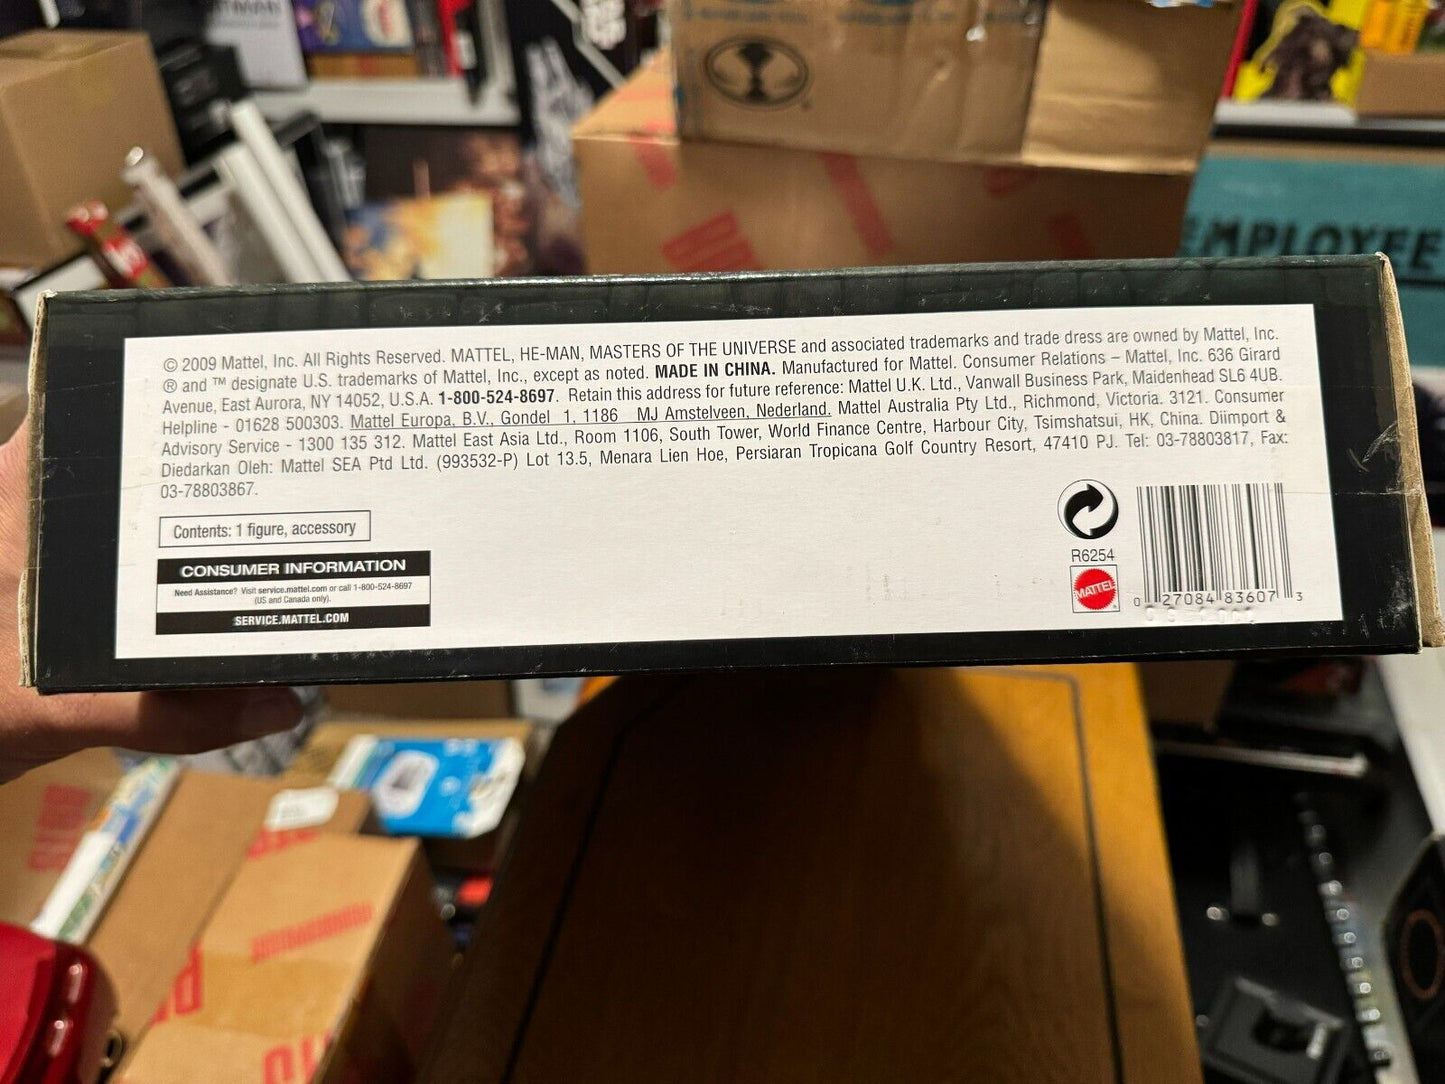 EMPLOYEE
© 2009 Mattel, Inc. All Rights Reserved. MATTEL, HE-MAN, MASTERS OF THE UNIVERSE and associated trademarks and trade dress are owned by Mattel, Inc.
® and ™ designate U.S. trademarks of Mattel, Inc., except as noted. MADE IN CHINA. Manufactured for Mattel. Consumer Relations – Mattel, Inc. 636 Girard
Avenue, East Aurora, NY 14052, U.S.A. 1-800-524-8697. Retain this address for future reference: Mattel U.K. Ltd., Vanwall Business Park, Maidenhead SL6 4UB.
Helpline - 01628 500303. Mattel Europa, B.V., Gondel 1, 1186 MJ Amstelveen, Nederland. Mattel Australia Pty Ltd., Richmond, Victoria. 3121. Consumer
Advisory Service - 1300 135 312. Mattel East Asia Ltd., Room 1106, South Tower, World Finance Centre, Harbour City, Tsimshatsui, HK, China. Diimport &
Diedarkan Oleh: Mattel SEA Ptd Ltd. (993532-P) Lot 13.5, Menara Lien Hoe, Persiaran Tropicana Golf Country Resort, 47410 PJ. Tel: 03-78803817, Fax:
03-78803867.
Contents: 1 figure, accessory
CONSUMER INFORMATION
Need Assistance? Visit service.mattel.com or call 1-800-524-8697
(US and Canada only).
SERVICE.MATTEL.COM
R6254
MATTEL
0 27084 83607 3